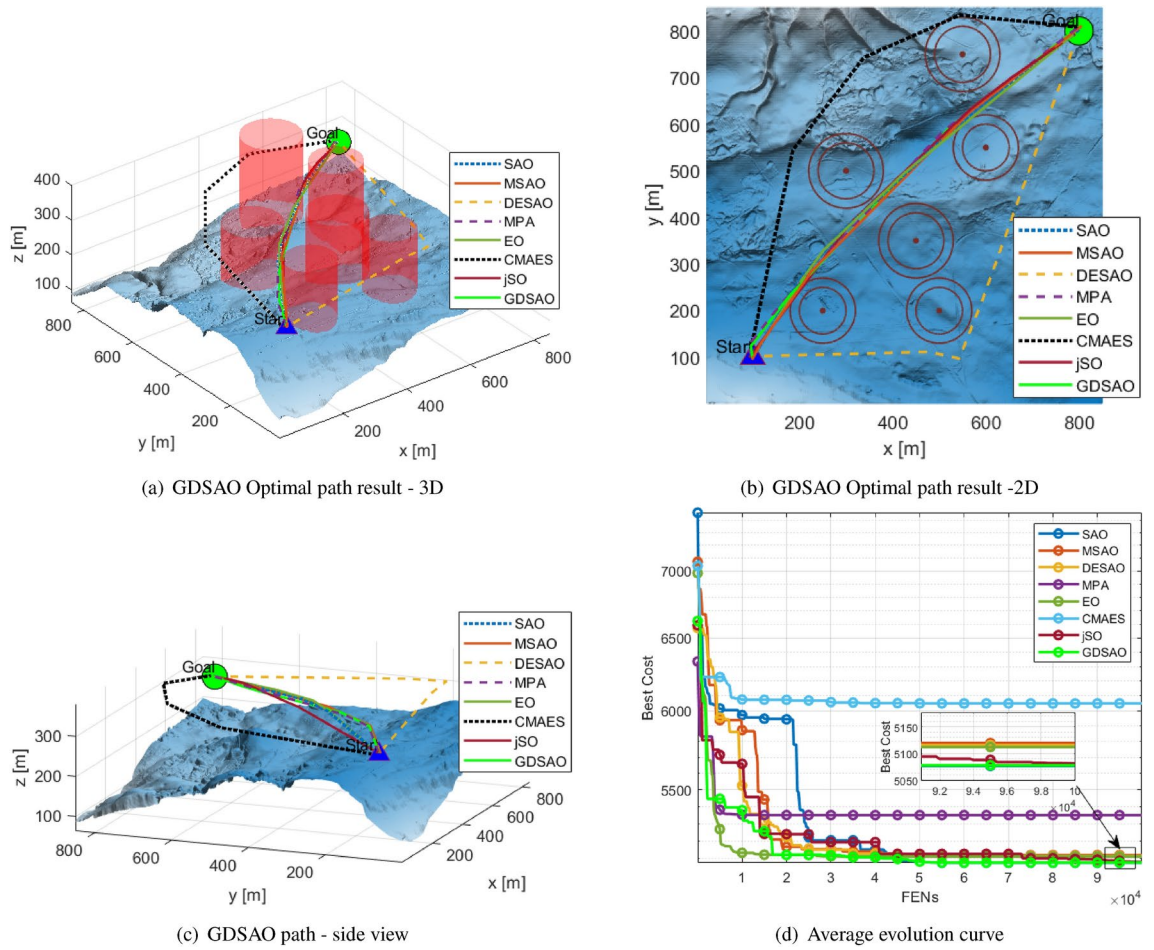 Goal
Start
400
300
200
100
z [m]
800
600
400
200
y [m]
200
400
600
800
x [m]
SAO
MSAO
DESAO
MPA
EO
CMAES
jSO
GDSAO
(a) GDSAO Optimal path result - 3D
Goal
Start
800
700
600
500
400
300
200
100
y [m]
200
400
600
800
x [m]
SAO
MSAO
DESAO
MPA
EO
CMAES
jSO
GDSAO
(b) GDSAO Optimal path result -2D
Goal
Start
300
200
100
z [m]
800
600
400
200
y [m]
200
400
600
800
x [m]
SAO
MSAO
DESAO
MPA
EO
CMAES
jSO
GDSAO
(c) GDSAO path - side view
7000
6500
6000
5500
Best Cost
SAO
MSAO
DESAO
MPA
EO
CMAES
jSO
GDSAO
5150
5100
5050
Best Cost
9.2 9.4 9.6 9.8 10
×10⁴
1 2 3 4 5 6 7 8 9
FENs
×10⁴
(d) Average evolution curve